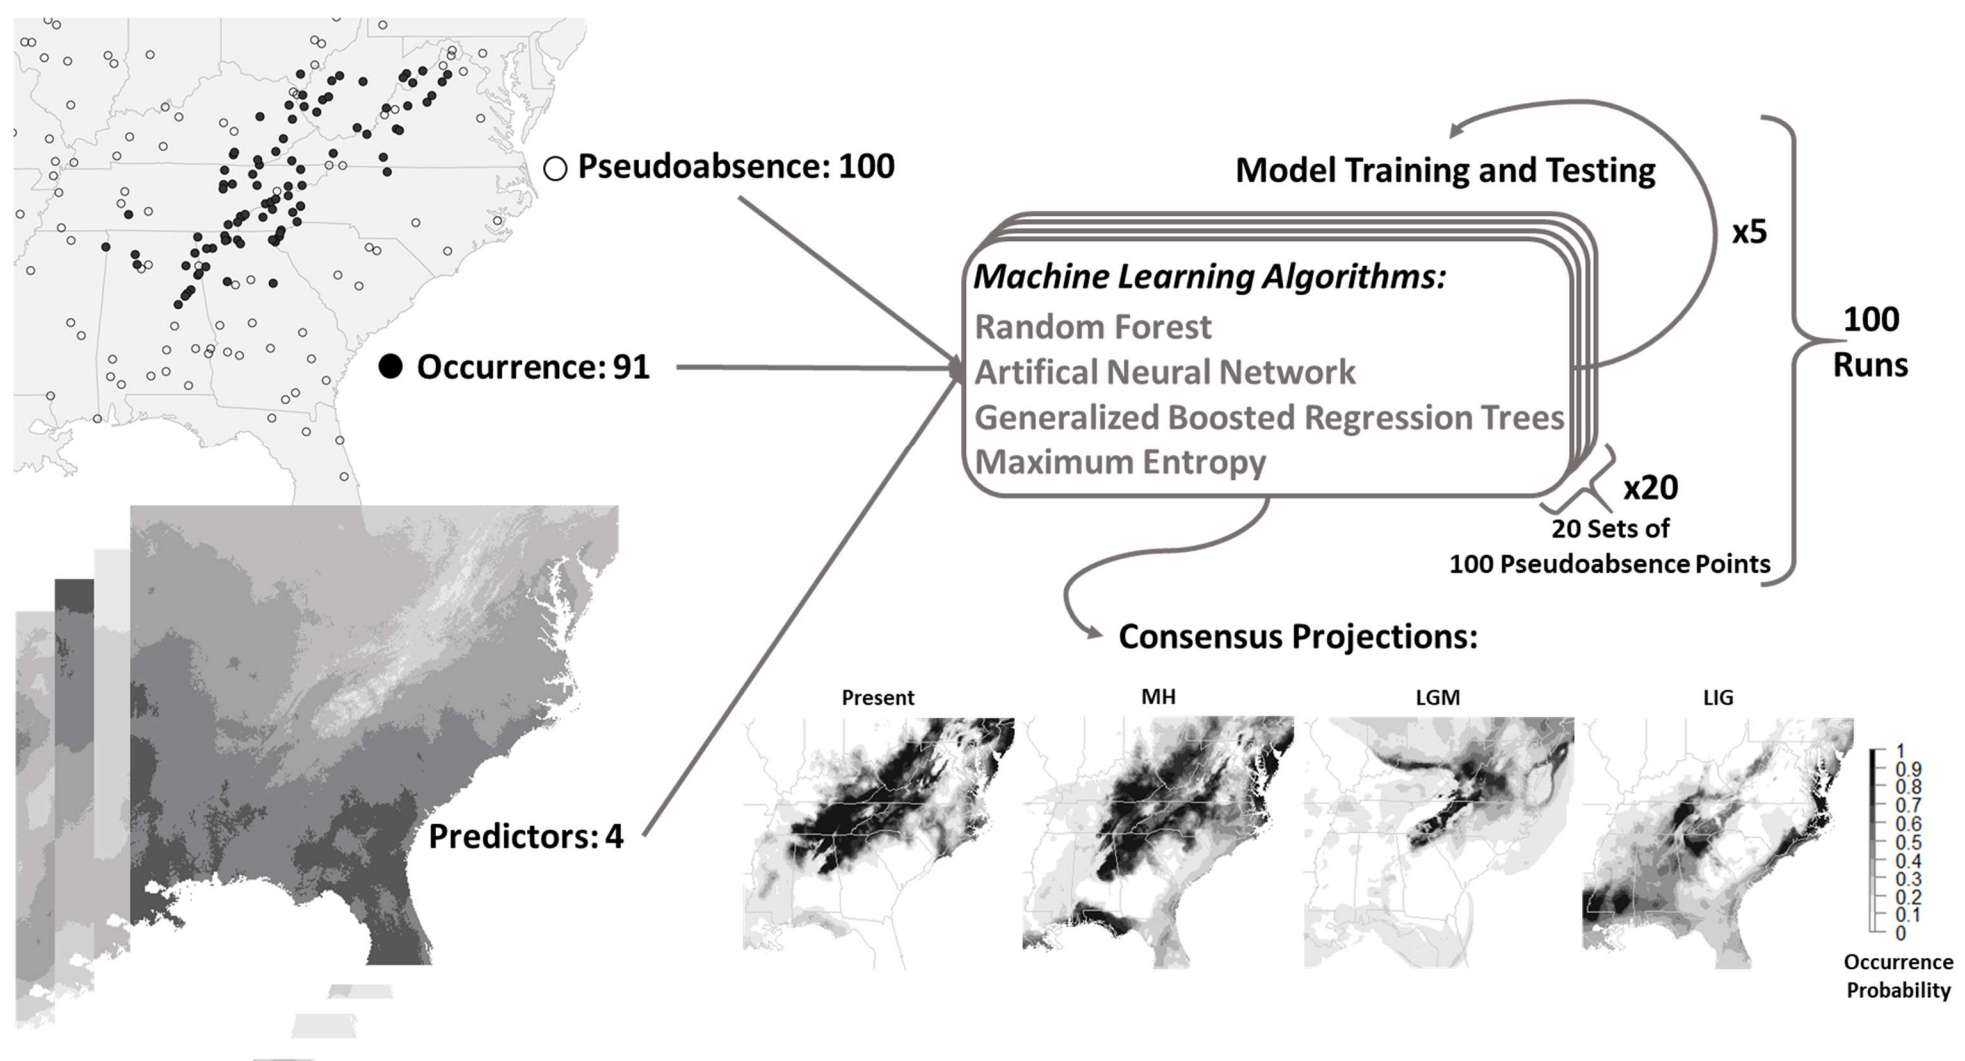 Pseudoabsence: 100
Occurrence: 91
Predictors: 4
Model Training and Testing
x5
Machine Learning Algorithms:
Random Forest
Artifical Neural Network
Generalized Boosted Regression Trees
Maximum Entropy
x20
20 Sets of
100 Pseudoabsence Points
100
Runs
Consensus Projections:
Present
MH
LGM
LIG
1
0.9
0.8
0.7
0.6
0.5
0.4
0.3
0.2
0.1
0
Occurrence
Probability